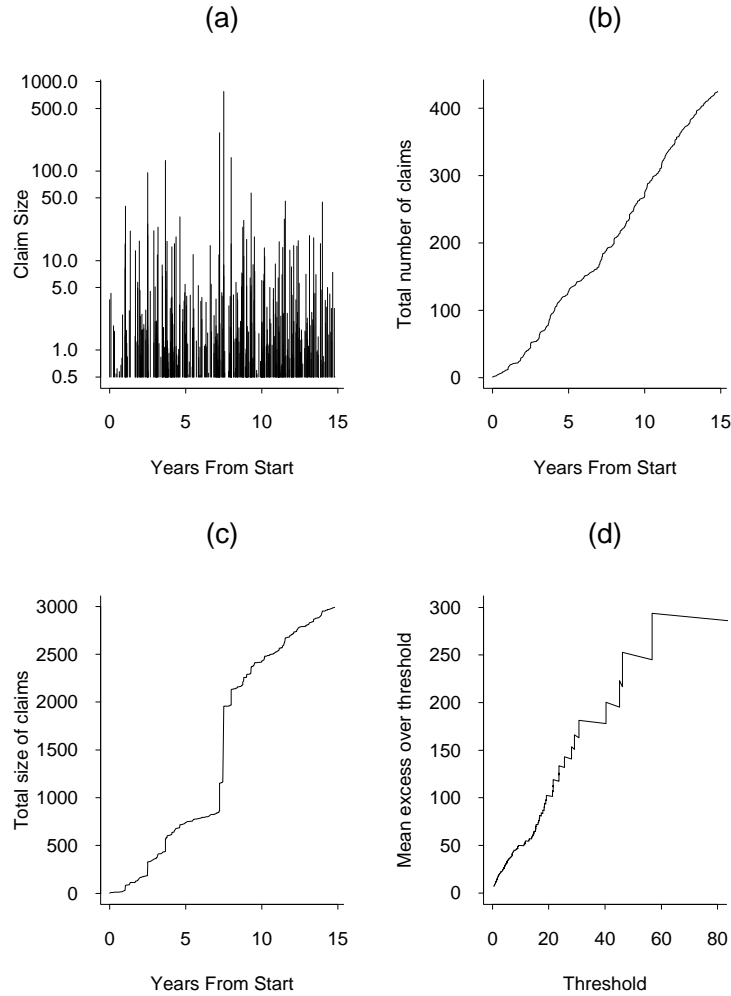 (a)
Claim Size
1000.0
500.0
100.0
50.0
10.0
5.0
1.0
0.5
0 5 10 15
Years From Start
(b)
Total number of claims
400
300
200
100
0
0 5 10 15
Years From Start
(c)
Total size of claims
3000
2500
2000
1500
1000
500
0
0 5 10 15
Years From Start
(d)
Mean excess over threshold
300
250
200
150
100
50
0
0 20 40 60 80
Threshold